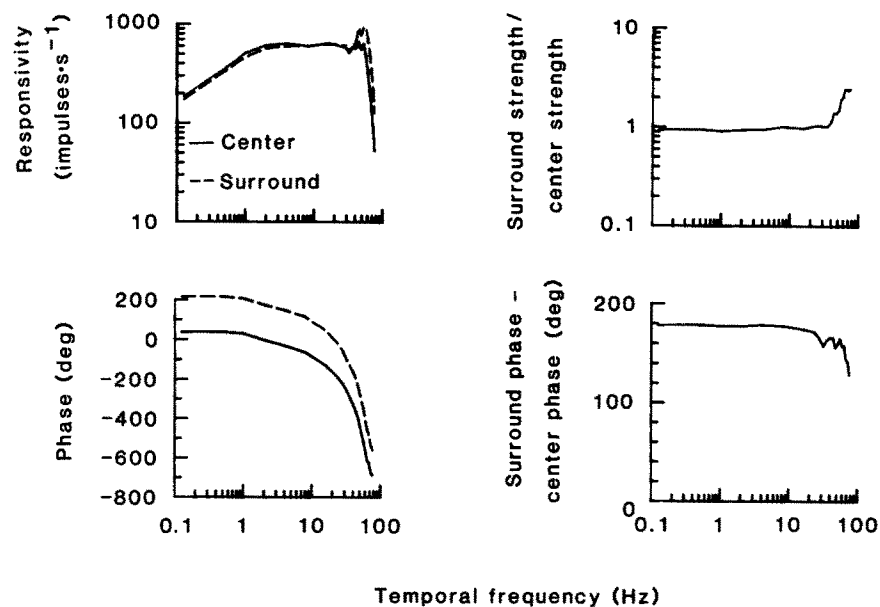 Responsivity
(impulses·s⁻¹)
1000
100
10
Center
Surround
Surround strength/
center strength
10
1
0.1
Phase (deg)
200
0
-200
-400
-600
-800
0.1
1
10
100
Surround phase -
center phase (deg)
200
100
0
0.1
1
10
100
Temporal frequency (Hz)